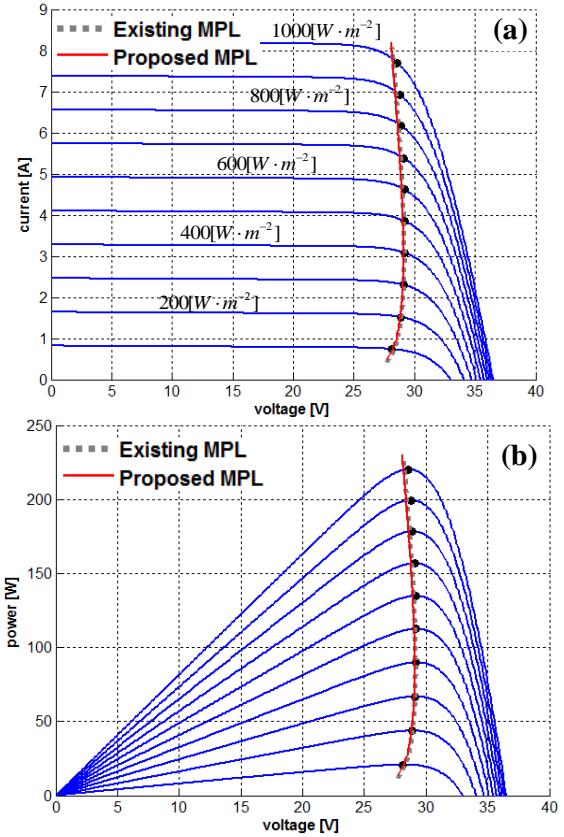 9
8
7
6
5
4
3
2
1
0
current [A]
Existing MPL
Proposed MPL
1000[W·m⁻²]
(a)
800[W·m⁻²]
600[W·m⁻²]
400[W·m⁻²]
200[W·m⁻²]
0 5 10 15 20 25 30 35 40
voltage [V]
250
200
150
100
50
0
power [W]
Existing MPL
Proposed MPL
(b)
0 5 10 15 20 25 30 35 40
voltage [V]